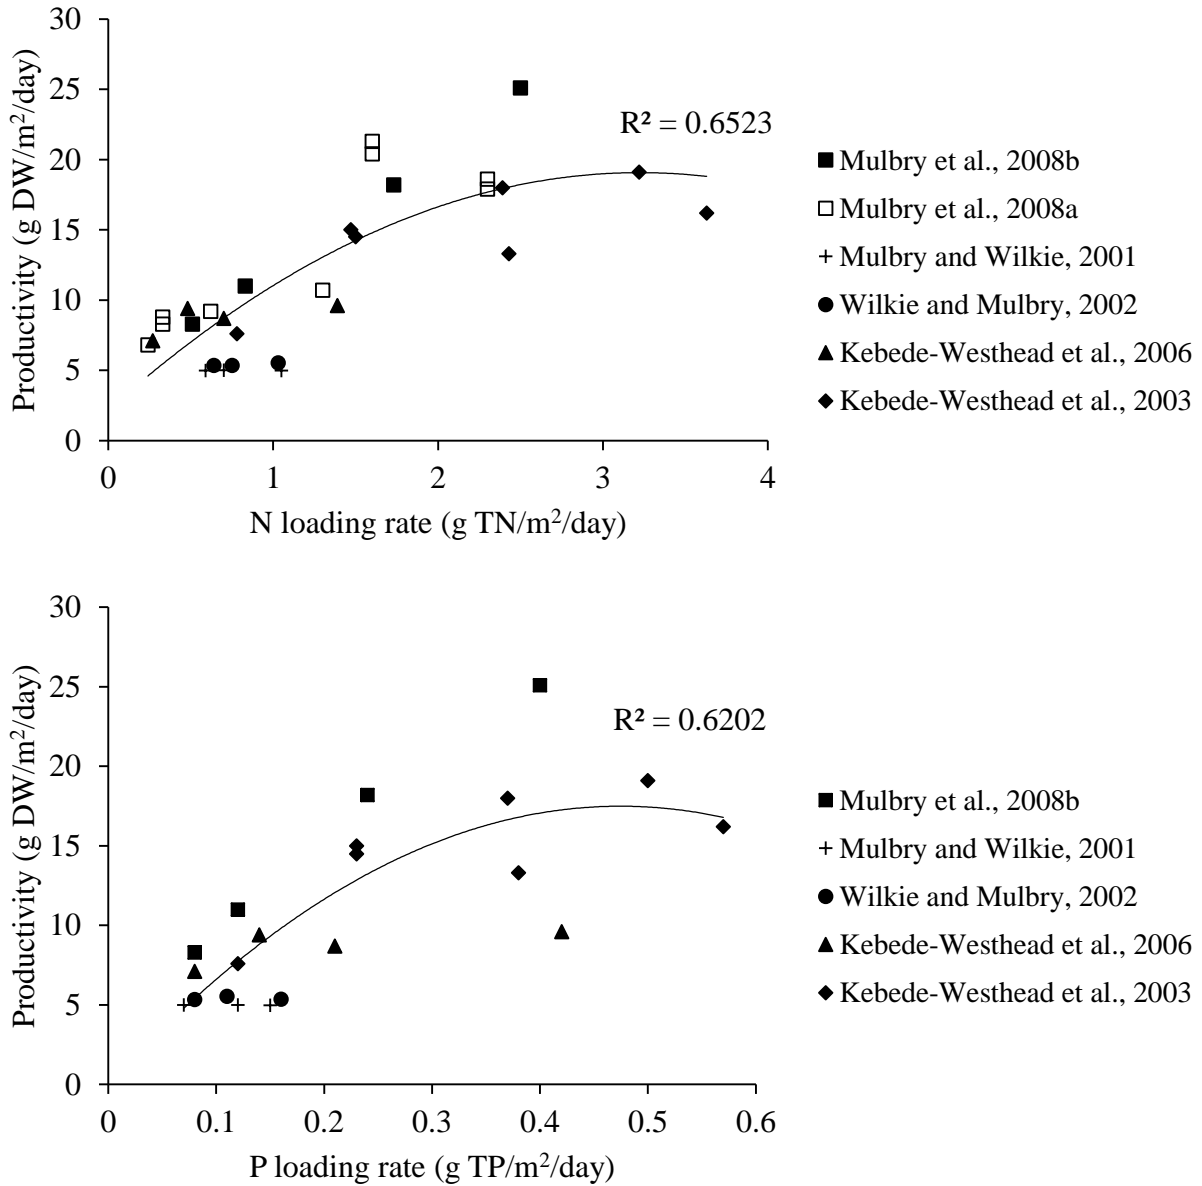 30
25
20
15
10
5
0
Productivity (g DW/m²/day)
R² = 0.6523
0 1 2 3 4
N loading rate (g TN/m²/day)
Mulbry et al., 2008b
Mulbry et al., 2008a
Mulbry and Wilkie, 2001
Wilkie and Mulbry, 2002
Kebede-Westhead et al., 2006
Kebede-Westhead et al., 2003
30
25
20
15
10
5
0
Productivity (g DW/m²/day)
R² = 0.6202
0 0.1 0.2 0.3 0.4 0.5 0.6
P loading rate (g TP/m²/day)
Mulbry et al., 2008b
Mulbry and Wilkie, 2001
Wilkie and Mulbry, 2002
Kebede-Westhead et al., 2006
Kebede-Westhead et al., 2003